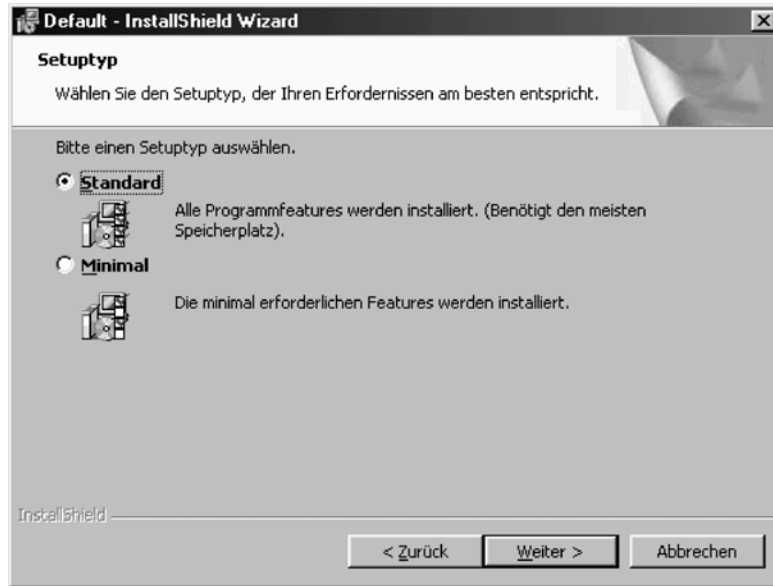 Default - InstallShield Wizard
Setuptyp
Wählen Sie den Setuptyp, der Ihren Erfordernissen am besten entspricht.
Bitte einen Setuptyp auswählen.
Standard
Alle Programmfeatures werden installiert. (Benötigt den meisten
Speicherplatz).
Minimal
Die minimal erforderlichen Features werden installiert.
InstallShield
< Zurück
Weiter >
Abbrechen